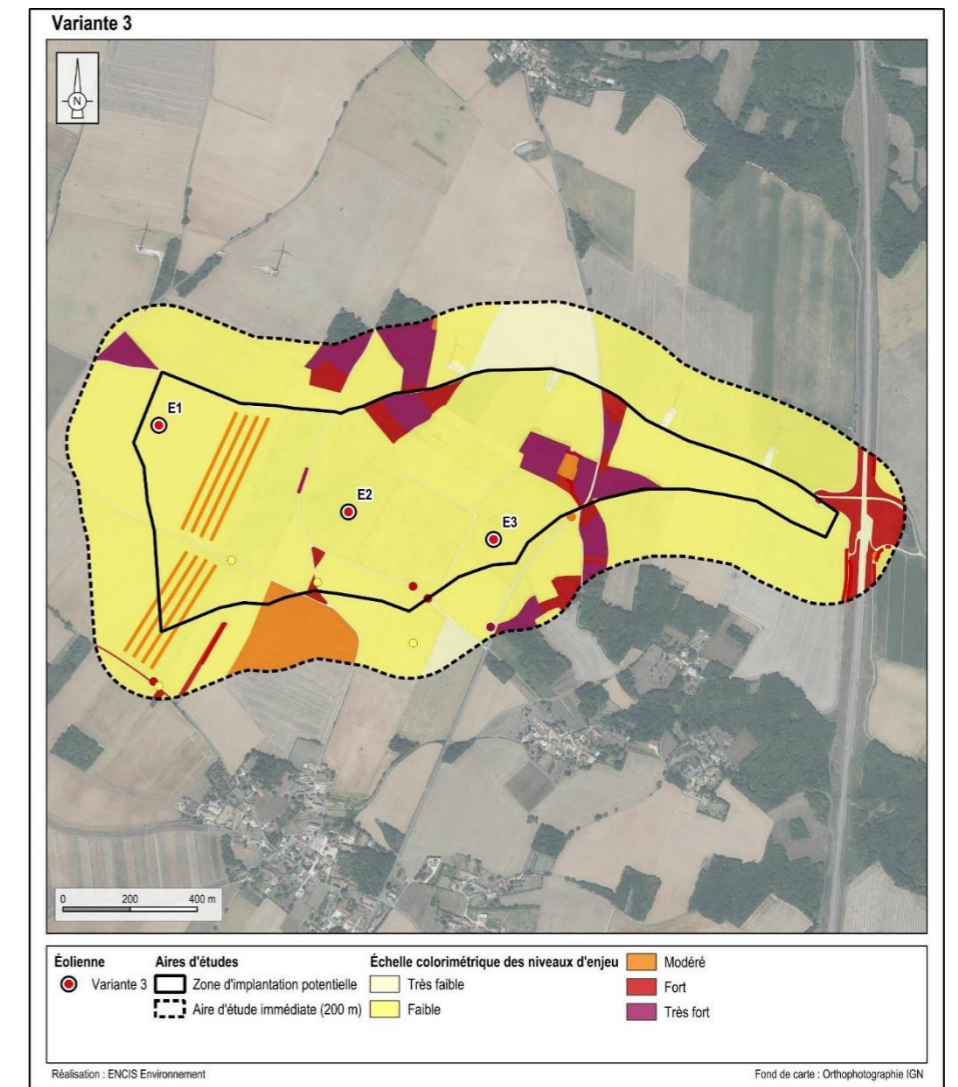 Variante 3
N
E1
E2
E3
0 200 400 m
Éolienne Aires d'études Échelle colorimétrique des niveaux d'enjeu Modéré
Variante 3 Zone d'implantation potentielle Très faible Fort
Aire d'étude immédiate (200 m) Faible Très fort
Réalisation : ENCIS Environnement Fond de carte : Orthophotographie IGN